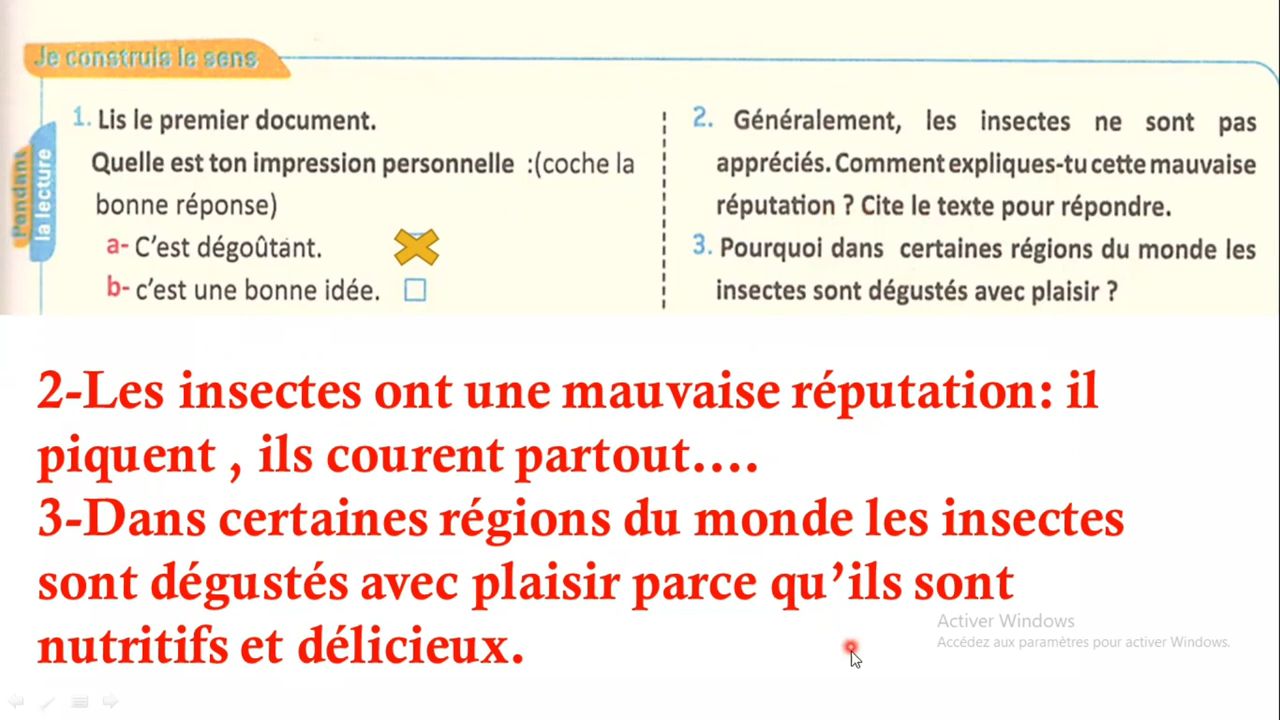 Je construis le sens
Pendant
la lecture
1. Lis le premier document.
Quelle est ton impression personnelle :(coche la
bonne réponse)
a- C'est dégoûtant.
b- c'est une bonne idée.
2. Généralement, les insectes ne sont pas
appréciés. Comment expliques-tu cette mauvaise
réputation ? Cite le texte pour répondre.
3. Pourquoi dans certaines régions du monde les
insectes sont dégustés avec plaisir ?
2-Les insectes ont une mauvaise réputation: il
piquent , ils courent partout....
3-Dans certaines régions du monde les insectes
sont dégustés avec plaisir parce qu'ils sont
nutritifs et délicieux.
Activer Windows
Accédez aux paramètres pour activer Windows.